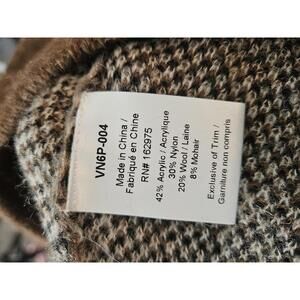 VN6P-004
Made in China /
Fabriqué en Chine
RN# 162975
42% Acrylic / Acrylique
30% Nylon
20% Wool / Laine
8% Mohair
Exclusive of Trim /
Garniture non compris